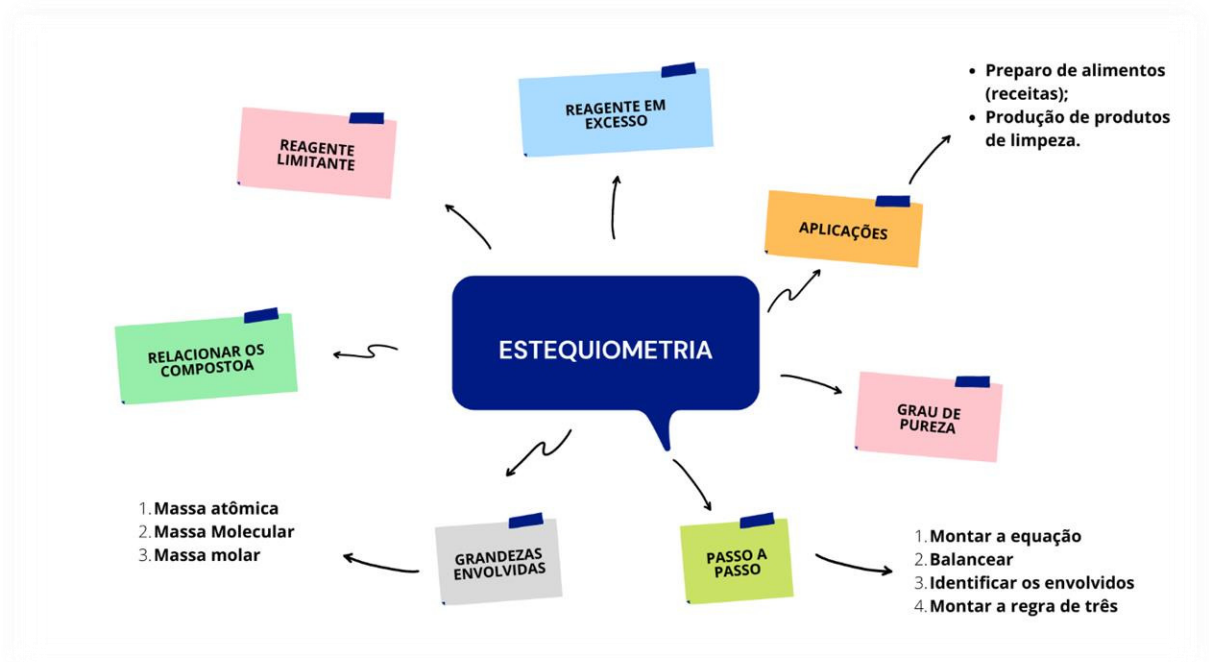 REAGENTE EM
EXCESSO
REAGENTE
LIMITANTE
• Preparo de alimentos
(receitas);
• Produção de produtos
de limpeza.
APLICAÇÕES
ESTEQUIOMETRIA
RELACIONAR OS
COMPOSTOA
GRAU DE
PUREZA
1. Massa atômica
2. Massa Molecular
3. Massa molar
GRANDEZAS
ENVOLVIDAS
PASSO A
PASSO
1. Montar a equação
2. Balancear
3. Identificar os envolvidos
4. Montar a regra de três